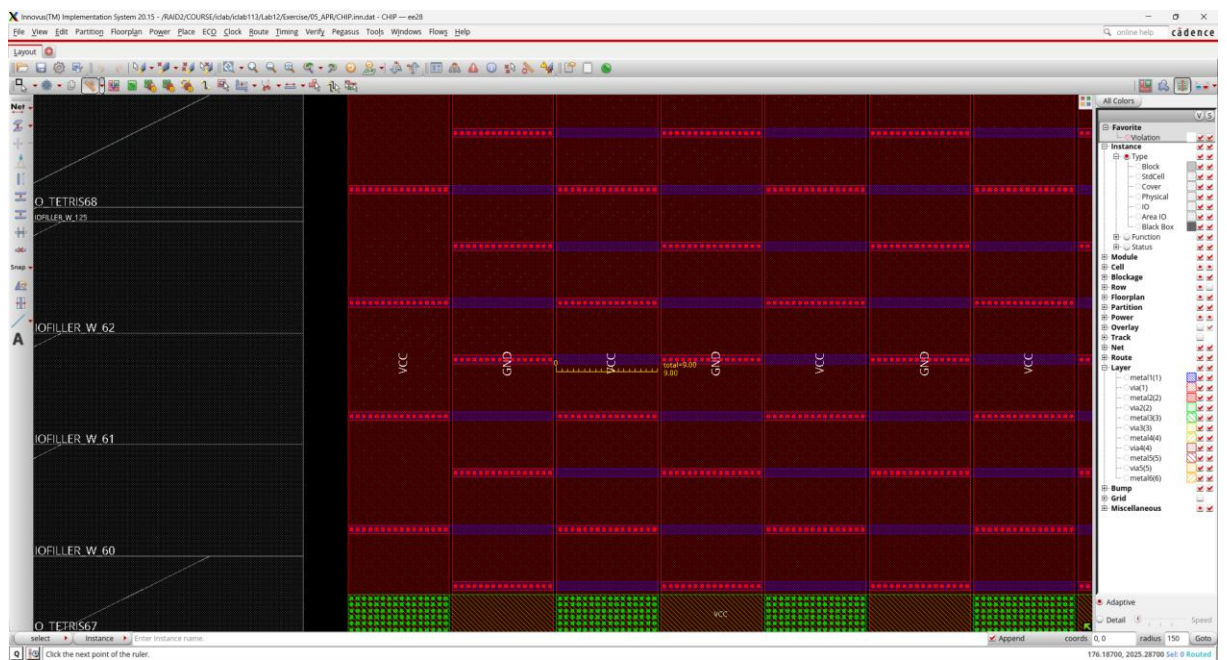 Innovus(TM) Implementation System 20.15 - /RAID2/COURSE/iclab/iclab113/Lab12/Exercise/05_APR/CHIP.inn.dat - CHIP — ee28
File View Edit Partition Floorplan Power Place ECO Clock Route Timing Verify Pegasus Tools Windows Flows Help
online help cādence
Layout
All Colors
Net
V S
Favorite
Violation
Instance
Type
Block
StdCell
Cover
Physical
IO
Area IO
Black Box
Function
Status
Module
Cell
Blockage
Row
Floorplan
Partition
Power
Overlay
Track
Net
Route
Layer
metal1(1)
via(1)
metal2(2)
via2(2)
metal3(3)
via3(3)
metal4(4)
via4(4)
metal5(5)
via5(5)
metal6(6)
Bump
Grid
Miscellaneous
Adaptive
Detail Speed
Snap
A
O_TETRIS68
IOFILLER_W_125
IOFILLER_W_62
IOFILLER_W_61
IOFILLER_W_60
O_TETRIS67
VCC GND VCC GND VCC GND VCC
0 total=9.00
9.00
VCC
select Instance Enter Instance name. Append coords 0, 0 radius 150 Goto
Q Click the next point of the ruler. 176.18700, 2025.28700 Sel: 0 Routed